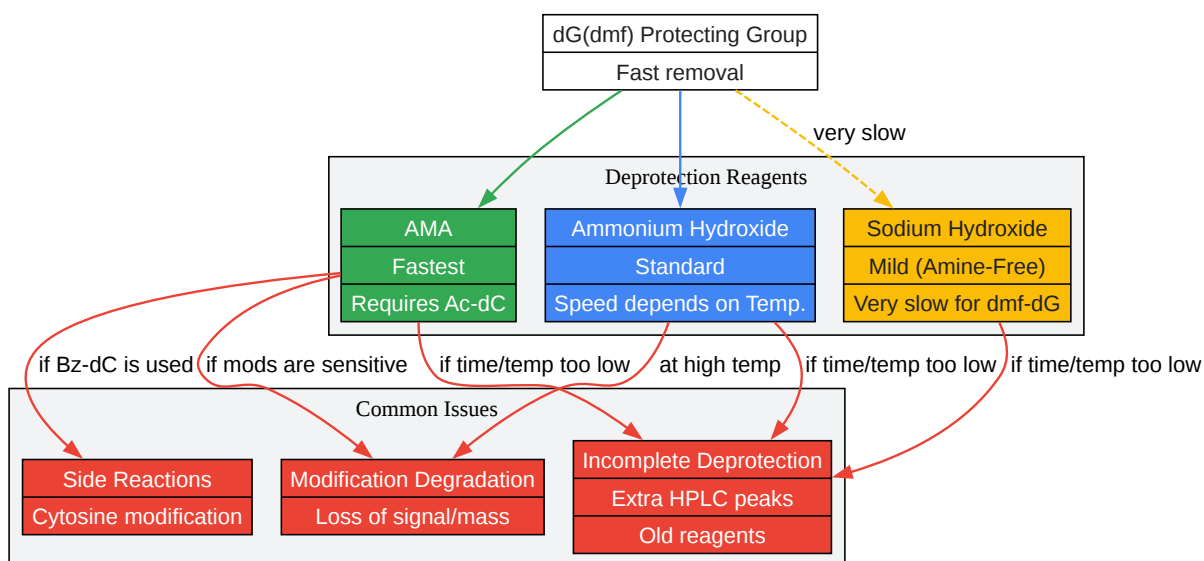 dG(dmf) Protecting Group
Fast removal
very slow
Deprotection Reagents
AMA
Fastest
Requires Ac-dC
Ammonium Hydroxide
Standard
Speed depends on Temp.
Sodium Hydroxide
Mild (Amine-Free)
Very slow for dmf-dG
if Bz-dC is used
if mods are sensitive
if time/temp too low
at high temp
if time/temp too low
if time/temp too low
Common Issues
Side Reactions
Cytosine modification
Modification Degradation
Loss of signal/mass
Incomplete Deprotection
Extra HPLC peaks
Old reagents